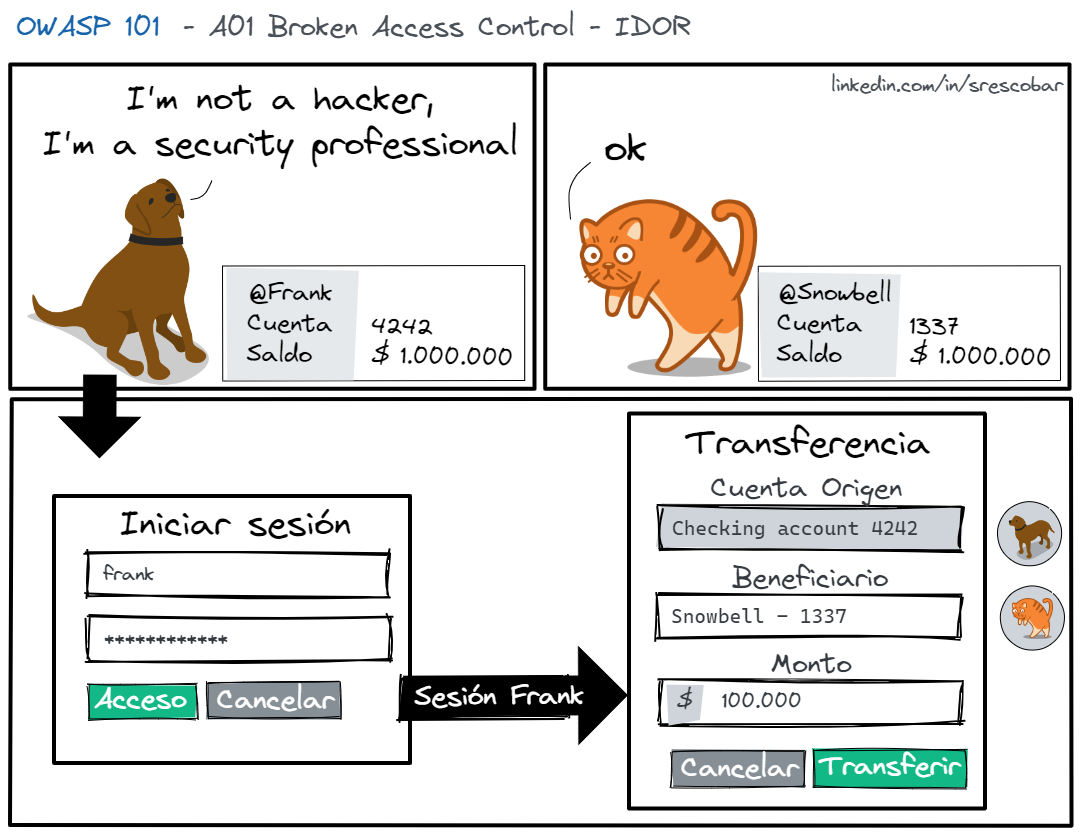 OWASP 101 - A01 Broken Access Control - IDOR
I'm not a hacker,
I'm a security professional
@Frank
Cuenta 4242
Saldo $ 1.000.000
linkedin.com/in/srescobar
ok
@Snowbell
Cuenta 1337
Saldo $ 1.000.000
Iniciar sesión
frank
************
Acceso Cancelar
Sesión Frank
Transferencia
Cuenta Origen
Checking account 4242
Beneficiario
Snowbell - 1337
Monto
$ 100.000
Cancelar Transferir